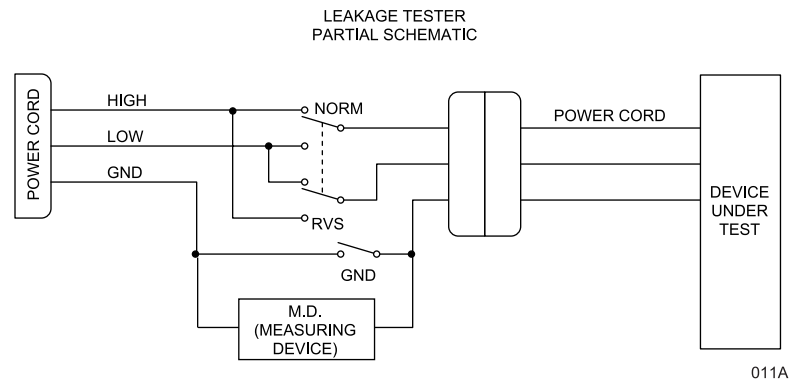 LEAKAGE TESTER
PARTIAL SCHEMATIC
POWER CORD
HIGH
LOW
GND
NORM
RVS
GND
M.D.
(MEASURING
DEVICE)
POWER CORD
DEVICE
UNDER
TEST
011A